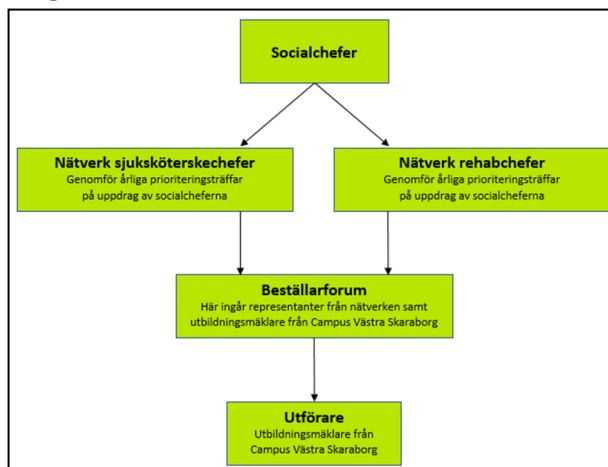 Socialchefer
Nätverk sjuksköterskechefer
Genomför årliga prioriteringsträffar
på uppdrag av socialcheferna
Nätverk rehabchefer
Genomför årliga prioriteringsträffar
på uppdrag av socialcheferna
Beställarforum
Här ingår representanter från nätverken samt
utbildningsmäklare från Campus Västra Skaraborg
Utförare
Utbildningsmäklare från
Campus Västra Skaraborg